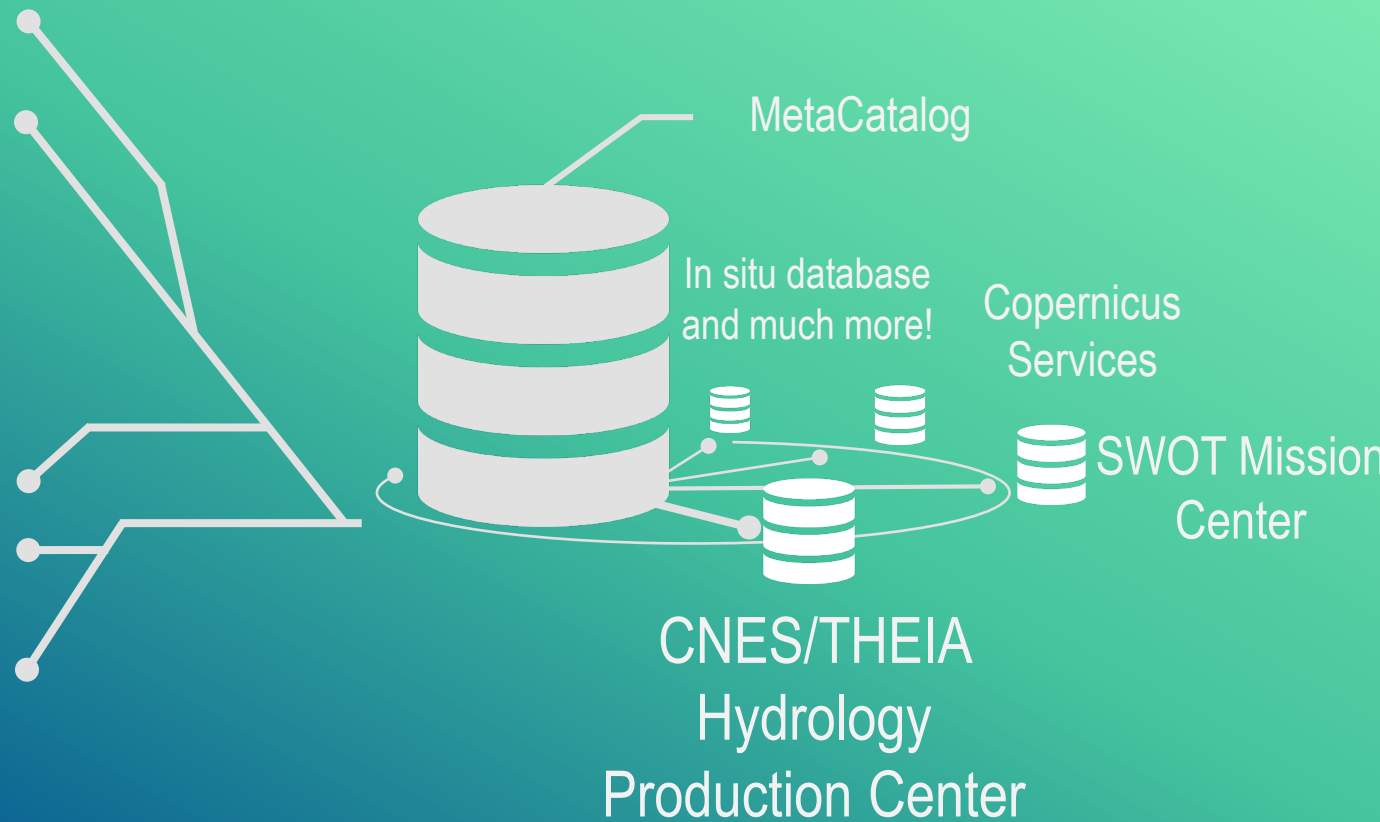 MetaCatalog
In situ database
and much more!
Copernicus
Services
SWOT Mission
Center
CNES/THEIA
Hydrology
Production Center